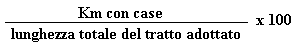 Km con case
lunghezza totale del tratto adottato
x 100